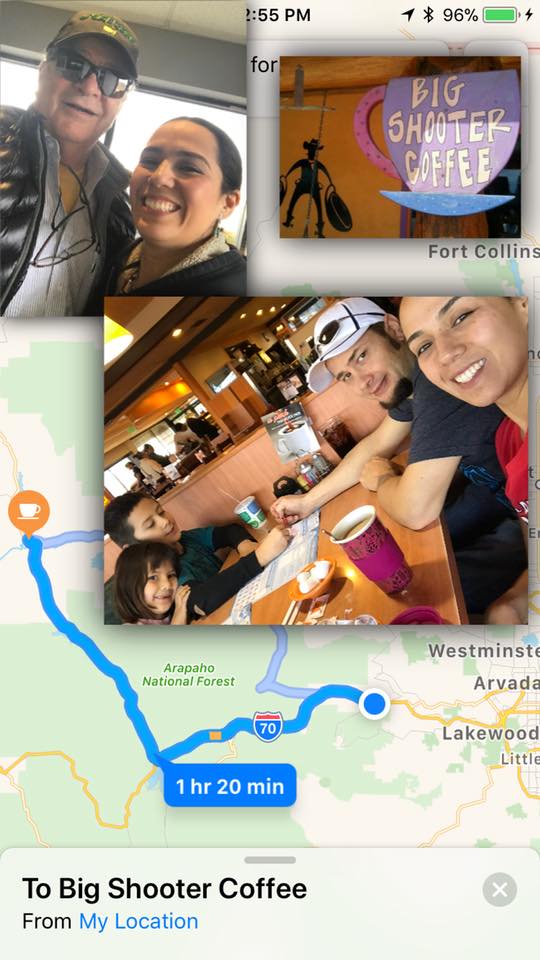 2:55 PM
96%
for
BIG
SHOOTER
COFFEE
Fort Collins
Westminste
Arvada
Arapaho
National Forest
70
Lakewood
Little
1 hr 20 min
To Big Shooter Coffee
From My Location